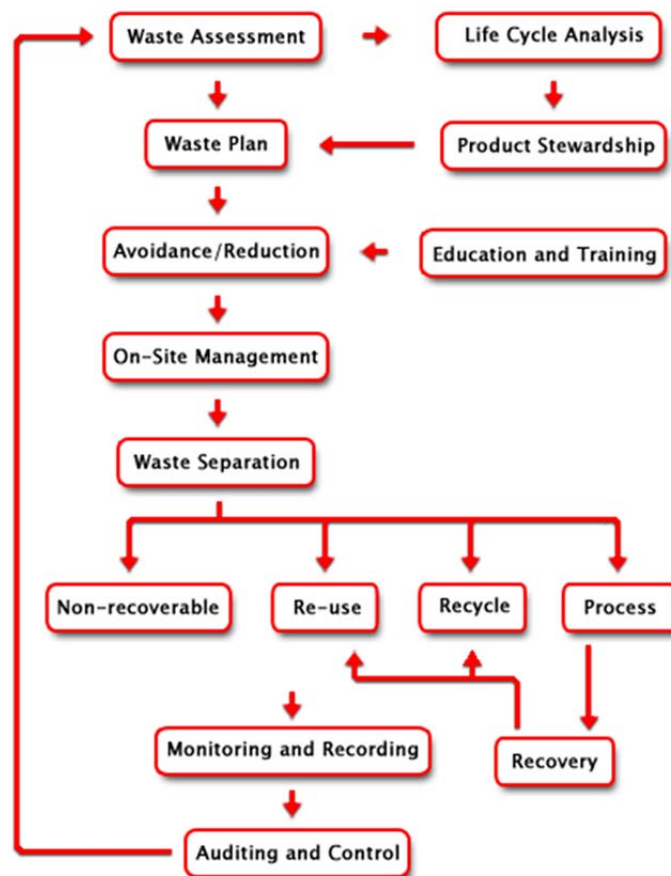 Waste Assessment
Life Cycle Analysis
Waste Plan
Product Stewardship
Avoidance/Reduction
Education and Training
On-Site Management
Waste Separation
Non-recoverable
Re-use
Recycle
Process
Monitoring and Recording
Recovery
Auditing and Control